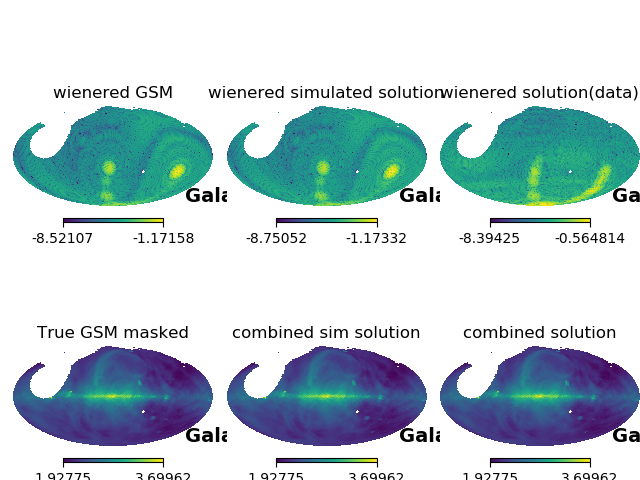 wienered GSM
wienered simulated solution
wienered solution(data)
Gala
Gala
Ga
-8.52107 -1.17158
-8.75052 -1.17332
-8.39425 -0.564814
True GSM masked
combined sim solution
combined solution
Gala
Gala
Ga
1.92775 3.69962
1.92775 3.69962
1.92775 3.69962